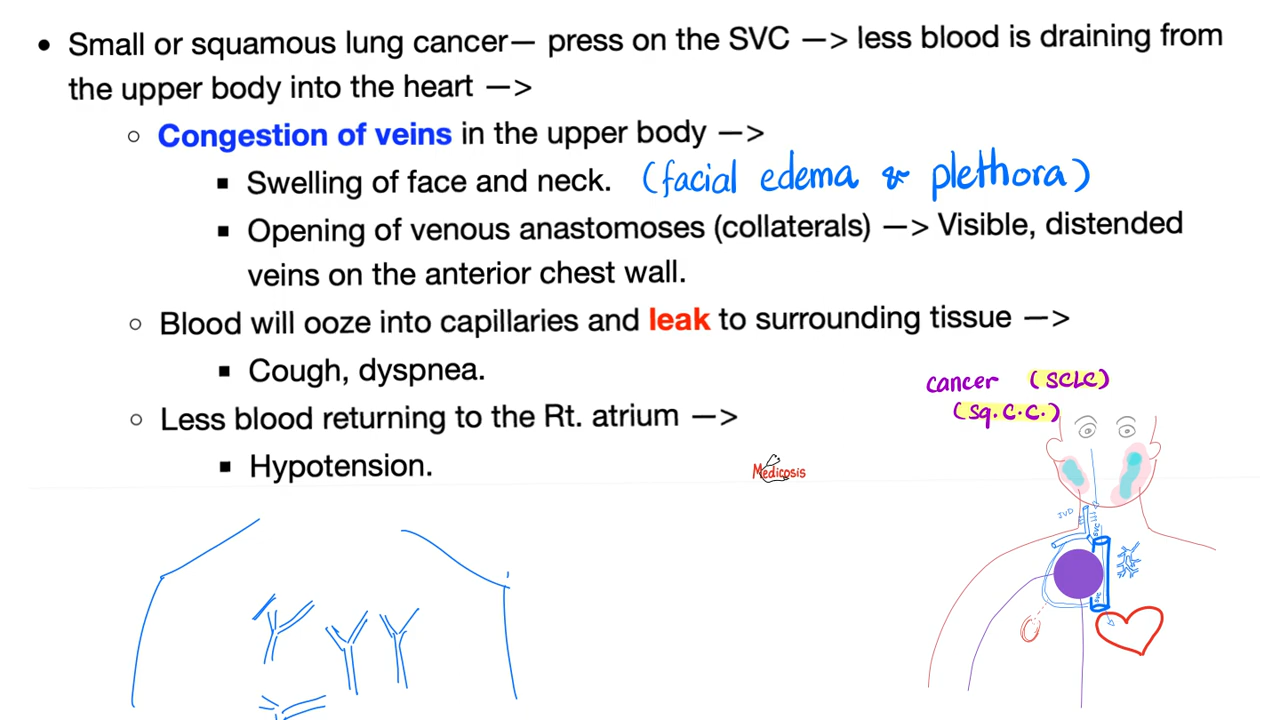 • Small or squamous lung cancer— press on the SVC —> less blood is draining from
the upper body into the heart —>
○ Congestion of veins in the upper body —>
▪ Swelling of face and neck. (facial edema & plethora)
▪ Opening of venous anastomoses (collaterals) —> Visible, distended
veins on the anterior chest wall.
○ Blood will ooze into capillaries and leak to surrounding tissue —>
▪ Cough, dyspnea.
○ Less blood returning to the Rt. atrium —>
▪ Hypotension.
cancer (SCLC)
(Sq.C.C.)
Medicosis
JVD
SVC
SVC